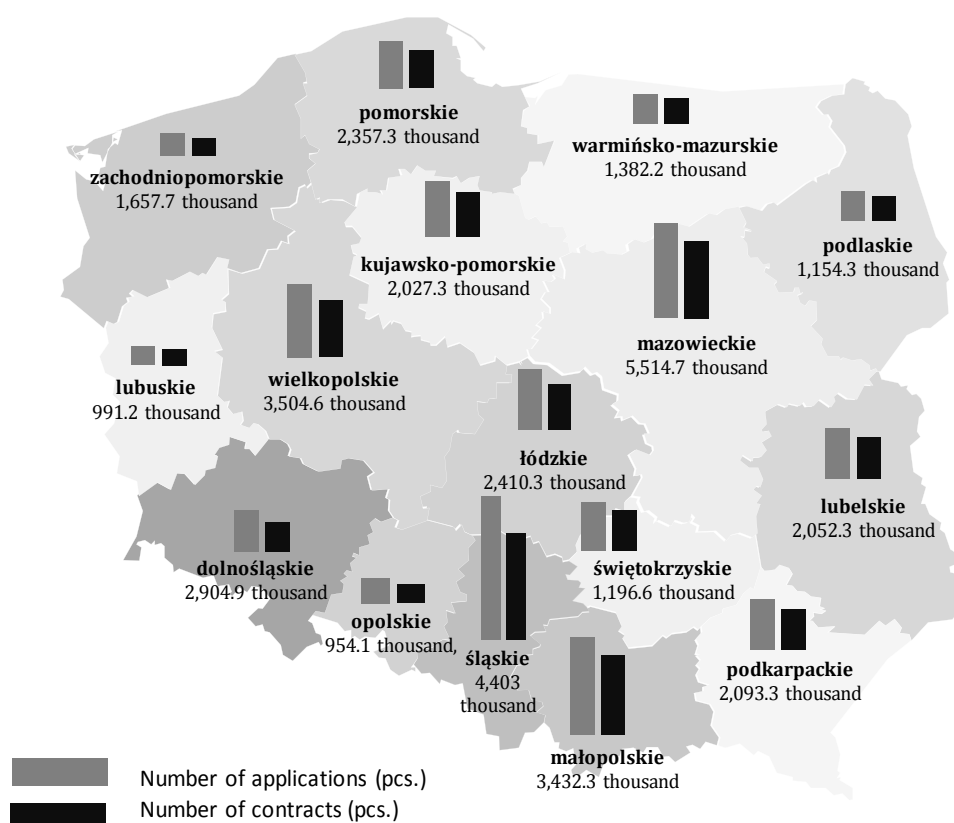 pomorskie
2,357.3 thousand
warmińsko-mazurskie
1,382.2 thousand
zachodniopomorskie
1,657.7 thousand
podlaskie
1,154.3 thousand
kujawsko-pomorskie
2,027.3 thousand
mazowieckie
5,514.7 thousand
lubuskie
991.2 thousand
wielkopolskie
3,504.6 thousand
łódzkie
2,410.3 thousand
lubelskie
2,052.3 thousand
dolnośląskie
2,904.9 thousand
świętokrzyskie
1,196.6 thousand
opolskie
954.1 thousand,
śląskie
4,403
thousand
podkarpackie
2,093.3 thousand
małopolskie
3,432.3 thousand
Number of applications (pcs.)
Number of contracts (pcs.)